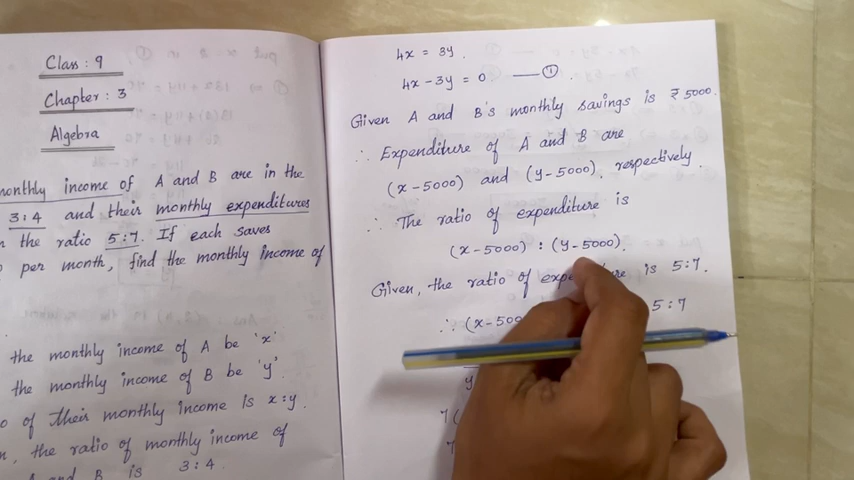 Class : 9
Chapter : 3
Algebra
monthly income of A and B are in the
3:4 and their monthly expenditures
the ratio 5:7. If each saves
per month, find the monthly income of
the monthly income of A be 'x'
the monthly income of B be 'y'.
of their monthly income is x:y.
the ratio of monthly income of
A and B is 3:4.
4x = 3y.
4x - 3y = 0 —— ①.
Given A and B's monthly savings is ₹ 5000.
∴ Expenditure of A and B are
(x-5000) and (y-5000), respectively.
∴ The ratio of expenditure is
(x-5000) : (y-5000).
Given, the ratio of expenditure is 5:7.
∴ (x-500 5:7
y
7(
7